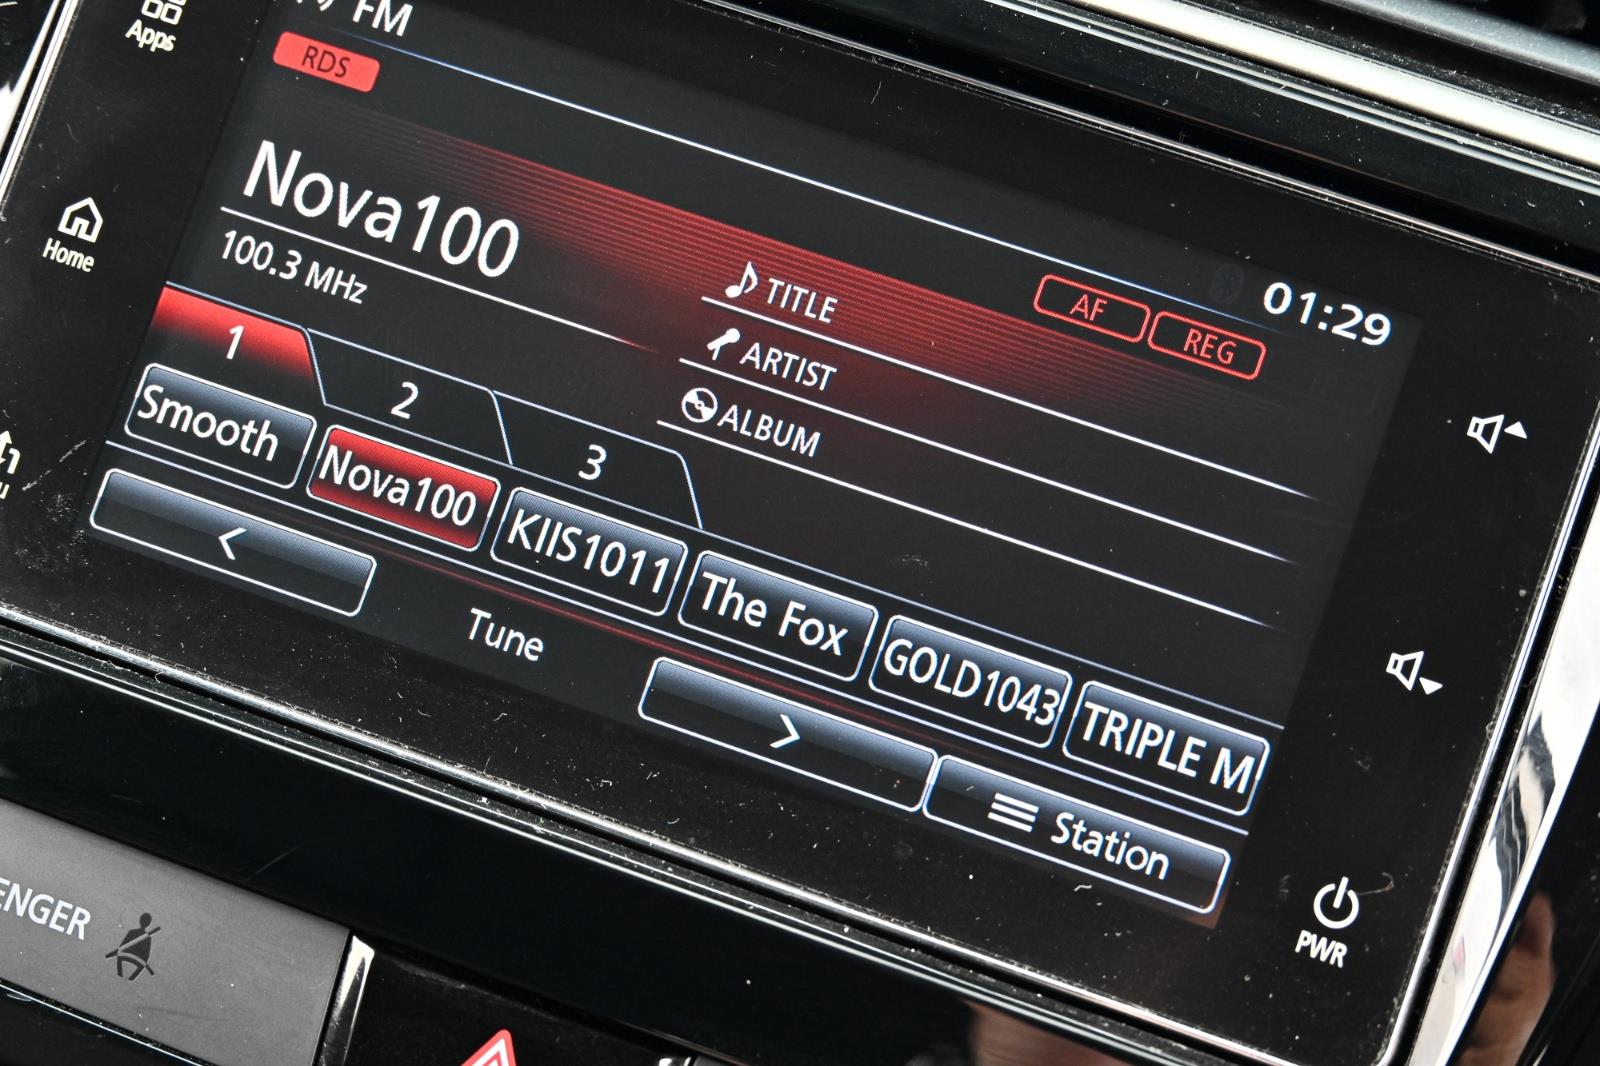 Apps
FM
RDS
Nova100
100.3 MHz
Home
TITLE
ARTIST
ALBUM
AF
REG
01:29
1
2
3
Smooth
Nova100
KIIS1011
The Fox
GOLD1043
TRIPLE M
<
Tune
>
Station
PWR
ENGER